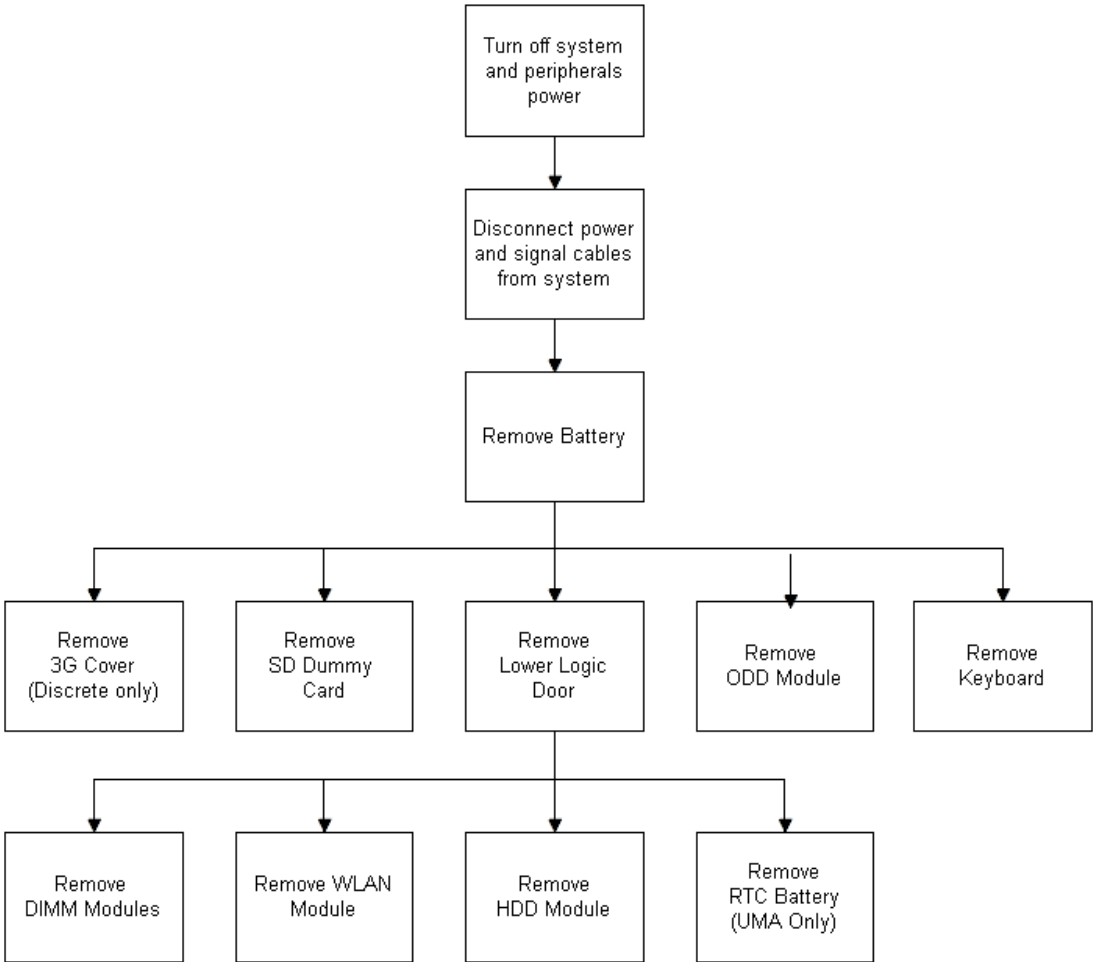 Turn off system
and peripherals
power
Disconnect power
and signal cables
from system
Remove Battery
Remove
3G Cover
(Discrete only)
Remove
SD Dummy
Card
Remove
Lower Logic
Door
Remove
ODD Module
Remove
Keyboard
Remove
DIMM Modules
Remove WLAN
Module
Remove
HDD Module
Remove
RTC Battery
(UMA Only)